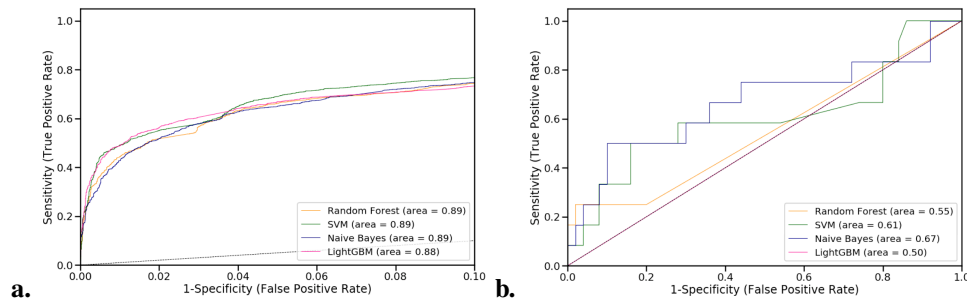 1.0
0.8
0.6
0.4
0.2
0.0
Sensitivity (True Positive Rate)
Random Forest (area = 0.89)
SVM (area = 0.89)
Naive Bayes (area = 0.89)
LightGBM (area = 0.88)
0.00 0.02 0.04 0.06 0.08 0.10
1-Specificity (False Positive Rate)
a.
1.0
0.8
0.6
0.4
0.2
0.0
Sensitivity (True Positive Rate)
Random Forest (area = 0.55)
SVM (area = 0.61)
Naive Bayes (area = 0.67)
LightGBM (area = 0.50)
0.0 0.2 0.4 0.6 0.8 1.0
1-Specificity (False Positive Rate)
b.